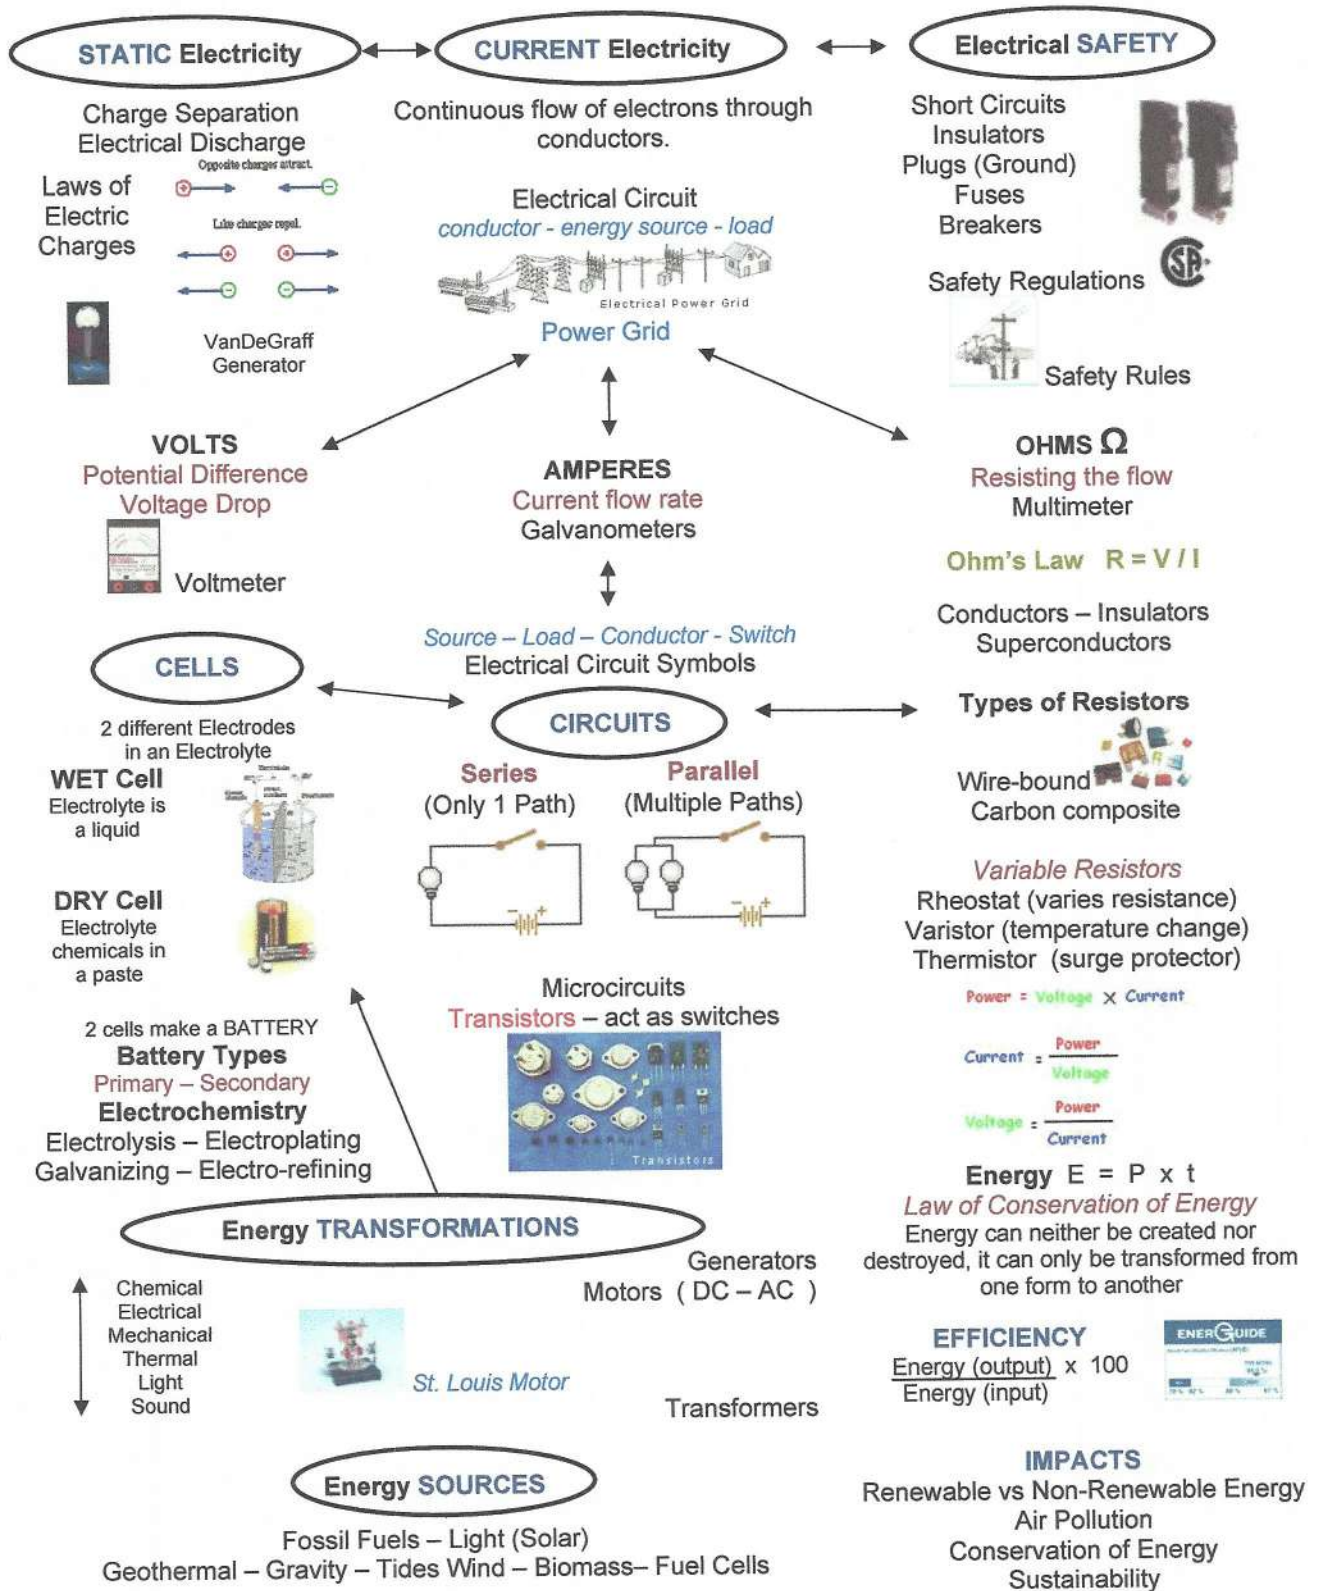 STATIC Electricity
CURRENT Electricity
Electrical SAFETY
Charge Separation
Electrical Discharge
Opposite charges attract.
Laws of
Electric
Charges
Like charges repel.
VanDeGraff
Generator
Continuous flow of electrons through
conductors.
Electrical Circuit
conductor - energy source - load
Electrical Power Grid
Power Grid
Short Circuits
Insulators
Plugs (Ground)
Fuses
Breakers
Safety Regulations
Safety Rules
VOLTS
Potential Difference
Voltage Drop
Voltmeter
AMPERES
Current flow rate
Galvanometers
OHMS Ω
Resisting the flow
Multimeter
Ohm's Law R = V / I
Conductors – Insulators
Superconductors
Source – Load – Conductor - Switch
Electrical Circuit Symbols
CELLS
2 different Electrodes
in an Electrolyte
WET Cell
Electrolyte is
a liquid
DRY Cell
Electrolyte
chemicals in
a paste
2 cells make a BATTERY
Battery Types
Primary – Secondary
Electrochemistry
Electrolysis – Electroplating
Galvanizing – Electro-refining
CIRCUITS
Series
(Only 1 Path)
Parallel
(Multiple Paths)
Microcircuits
Transistors – act as switches
Transistors
Types of Resistors
Wire-bound
Carbon composite
Variable Resistors
Rheostat (varies resistance)
Varistor (temperature change)
Thermistor (surge protector)
Power = Voltage X Current
Current = Power
Voltage
Voltage = Power
Current
Energy E = P x t
Law of Conservation of Energy
Energy can neither be created nor
destroyed, it can only be transformed from
one form to another
Energy TRANSFORMATIONS
Generators
Motors ( DC – AC )
Chemical
Electrical
Mechanical
Thermal
Light
Sound
St. Louis Motor
Transformers
EFFICIENCY
Energy (output) x 100
Energy (input)
ENERGUIDE
Energy SOURCES
Fossil Fuels – Light (Solar)
Geothermal – Gravity – Tides Wind – Biomass– Fuel Cells
IMPACTS
Renewable vs Non-Renewable Energy
Air Pollution
Conservation of Energy
Sustainability